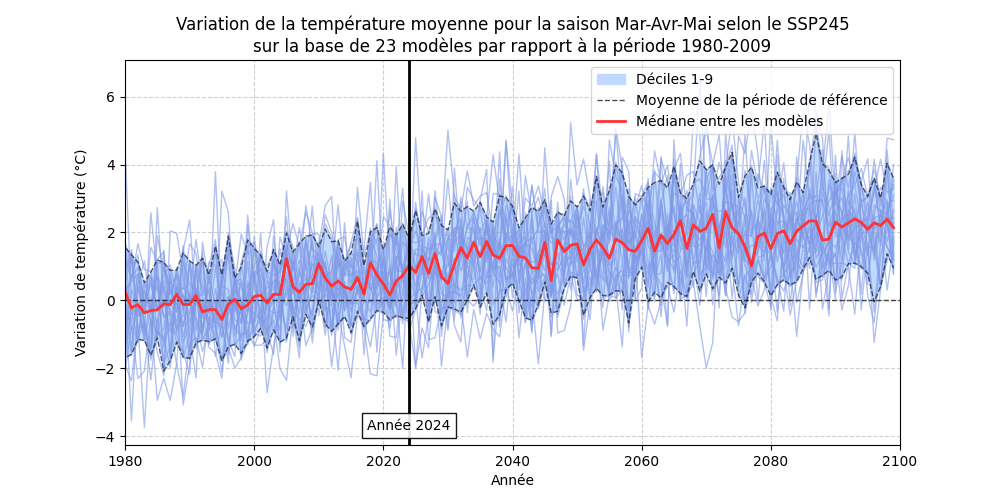 Variation de la température moyenne pour la saison Mar-Avr-Mai selon le SSP245
sur la base de 23 modèles par rapport à la période 1980-2009
Déciles 1-9
Moyenne de la période de référence
Médiane entre les modèles
Variation de température (°C)
6
4
2
0
−2
−4
Année 2024
1980 2000 2020 2040 2060 2080 2100
Année